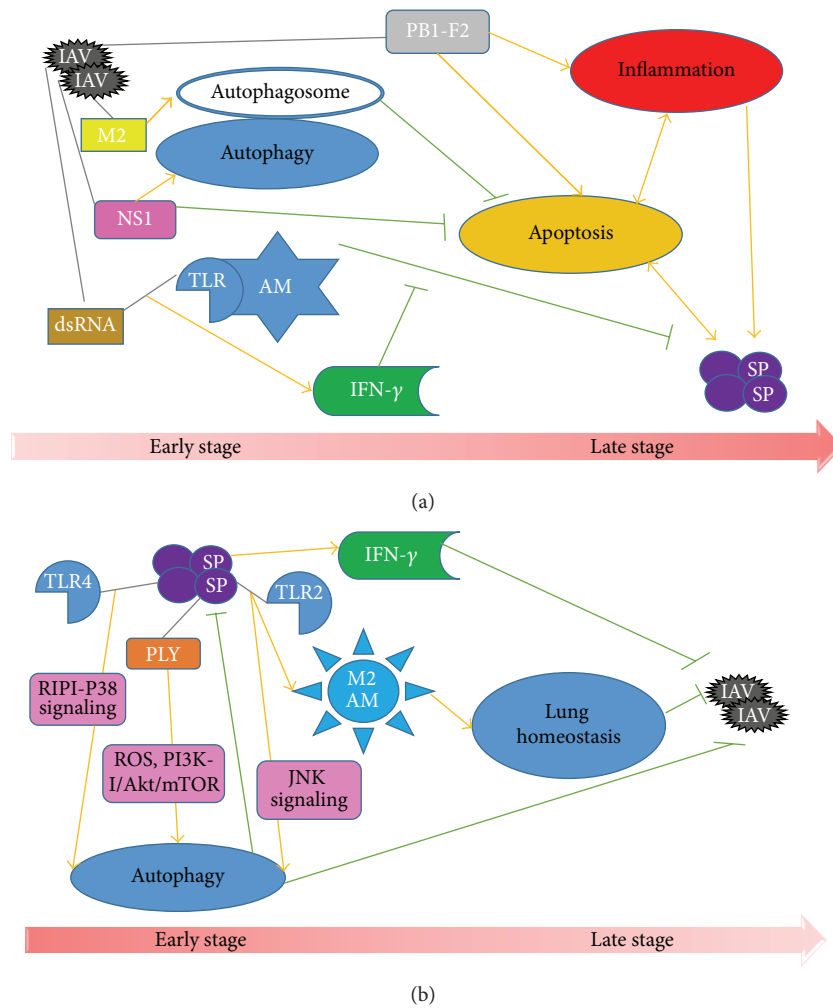 PB1-F2
IAV
IAV
Inflammation
Autophagosome
M2
Autophagy
NS1
Apoptosis
TLR
AM
dsRNA
IFN-γ
SP
SP
Early stage
Late stage
(a)
SP
IFN-γ
TLR4
SP
TLR2
PLY
M2
AM
RIPI-P38
signaling
IAV
IAV
Lung
homeostasis
ROS, PI3K-
I/Akt/mTOR
JNK
signaling
Autophagy
Early stage
Late stage
(b)